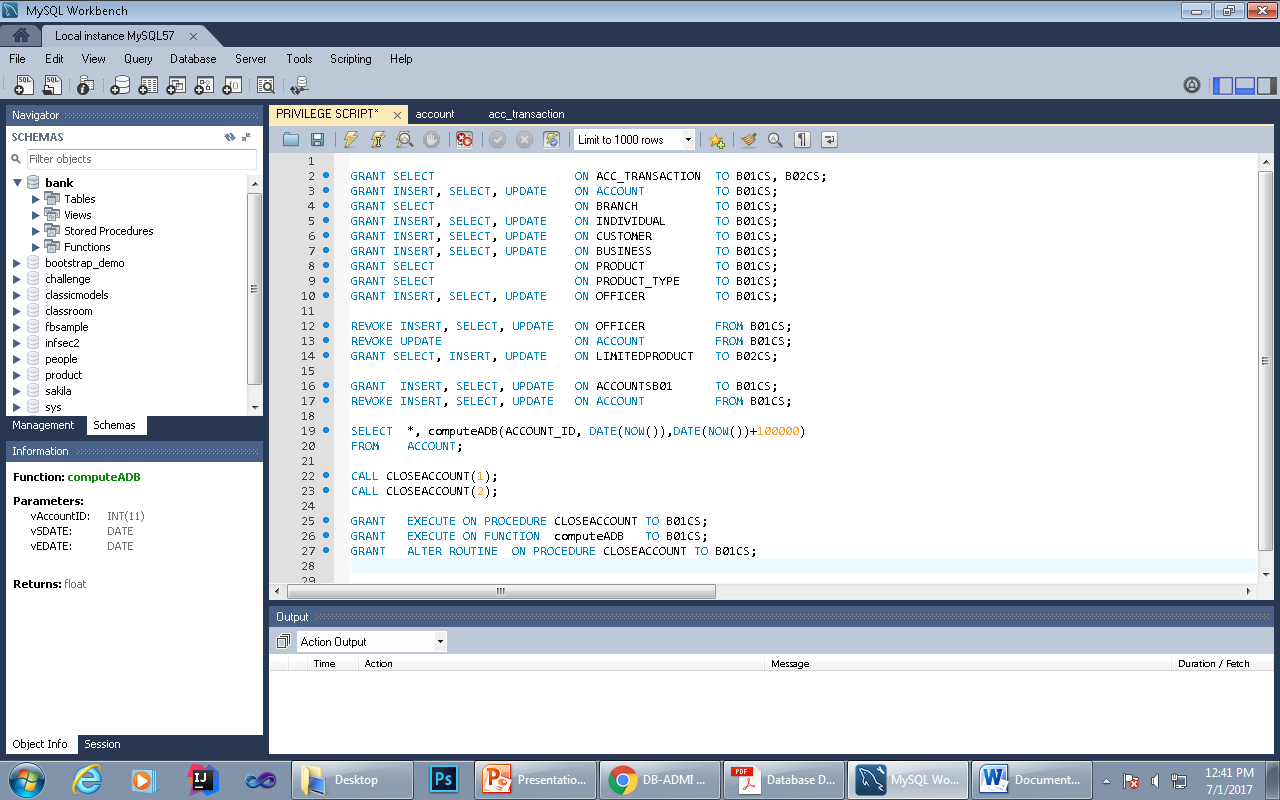 MySQL Workbench
Local instance MySQL57
File Edit View Query Database Server Tools Scripting Help
Navigator
SCHEMAS
Filter objects
bank
Tables
Views
Stored Procedures
Functions
bootstrap_demo
challenge
classicmodels
classroom
fbsample
infsec2
people
product
sakila
sys
Management Schemas
Information
Function: computeADB
Parameters:
vAccountID: INT(11)
vSDATE: DATE
vEDATE: DATE
Returns: float
Object Info Session
PRIVILEGE SCRIPT* account acc_transaction
Limit to 1000 rows
1
2 GRANT SELECT ON ACC_TRANSACTION TO B01CS, B02CS;
3 GRANT INSERT, SELECT, UPDATE ON ACCOUNT TO B01CS;
4 GRANT SELECT ON BRANCH TO B01CS;
5 GRANT INSERT, SELECT, UPDATE ON INDIVIDUAL TO B01CS;
6 GRANT INSERT, SELECT, UPDATE ON CUSTOMER TO B01CS;
7 GRANT INSERT, SELECT, UPDATE ON BUSINESS TO B01CS;
8 GRANT SELECT ON PRODUCT TO B01CS;
9 GRANT SELECT ON PRODUCT_TYPE TO B01CS;
10 GRANT INSERT, SELECT, UPDATE ON OFFICER TO B01CS;
11
12 REVOKE INSERT, SELECT, UPDATE ON OFFICER FROM B01CS;
13 REVOKE UPDATE ON ACCOUNT FROM B01CS;
14 GRANT SELECT, INSERT, UPDATE ON LIMITEDPRODUCT TO B02CS;
15
16 GRANT INSERT, SELECT, UPDATE ON ACCOUNTSB01 TO B01CS;
17 REVOKE INSERT, SELECT, UPDATE ON ACCOUNT FROM B01CS;
18
19 SELECT *, computeADB(ACCOUNT_ID, DATE(NOW()),DATE(NOW())+100000)
20 FROM ACCOUNT;
21
22 CALL CLOSEACCOUNT(1);
23 CALL CLOSEACCOUNT(2);
24
25 GRANT EXECUTE ON PROCEDURE CLOSEACCOUNT TO B01CS;
26 GRANT EXECUTE ON FUNCTION computeADB TO B01CS;
27 GRANT ALTER ROUTINE ON PROCEDURE CLOSEACCOUNT TO B01CS;
28
29
Output
Action Output
Time Action Message Duration / Fetch
Desktop Ps Presentatio... DB-ADMI ... PDF Database D... MySQL Wo... Document...
12:41 PM
7/1/2017